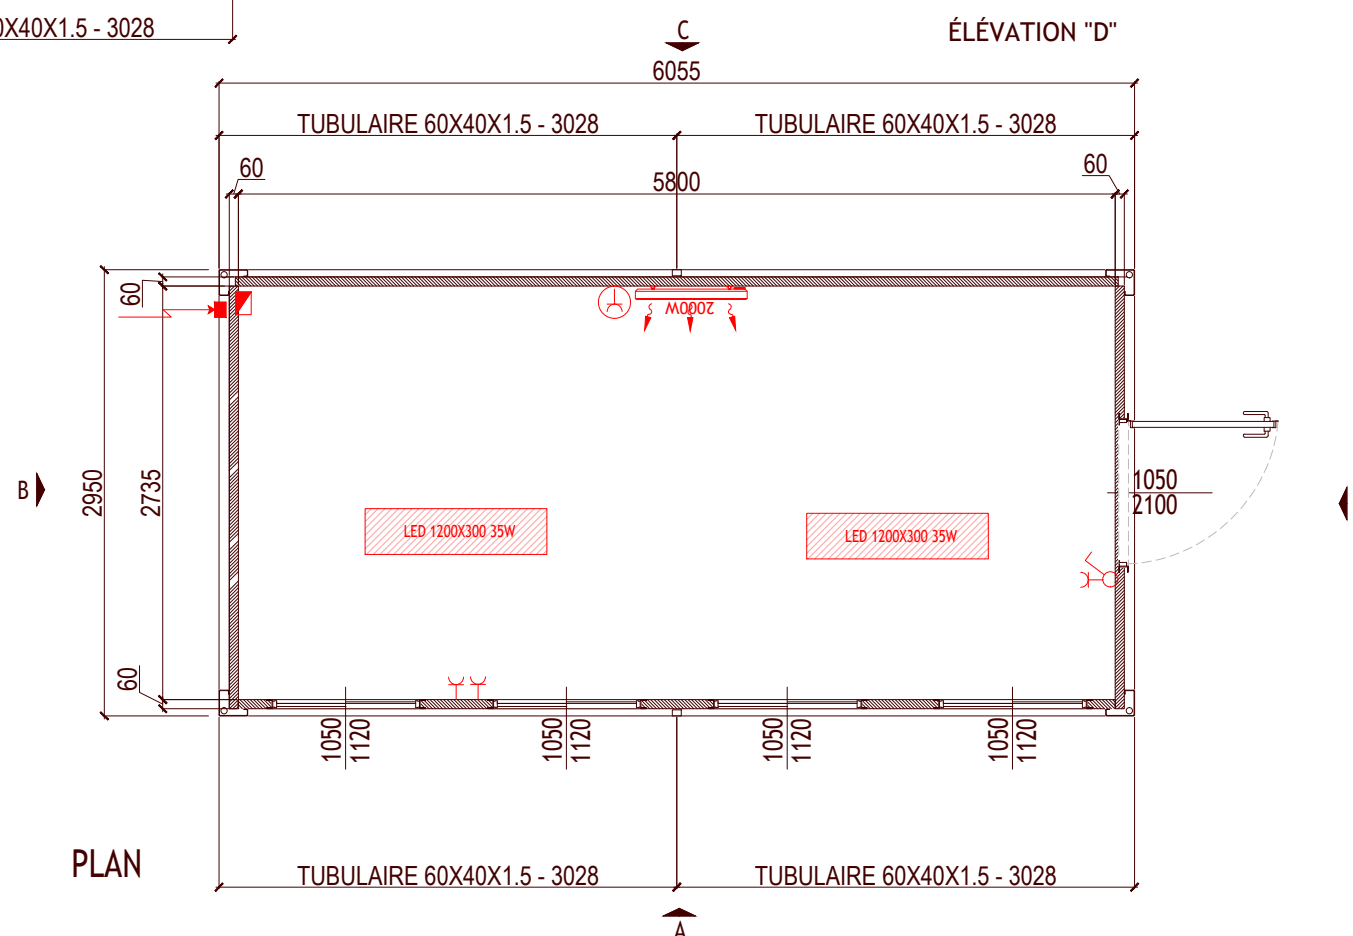 0X40X1.5 - 3028
C
ÉLÉVATION "D"
6055
TUBULAIRE 60X40X1.5 - 3028
TUBULAIRE 60X40X1.5 - 3028
60
5800
60
60
2000W
B
2950
2735
1050
2100
LED 1200X300 35W
LED 1200X300 35W
60
1050
1120
1050
1120
1050
1120
1050
1120
PLAN
TUBULAIRE 60X40X1.5 - 3028
TUBULAIRE 60X40X1.5 - 3028
A